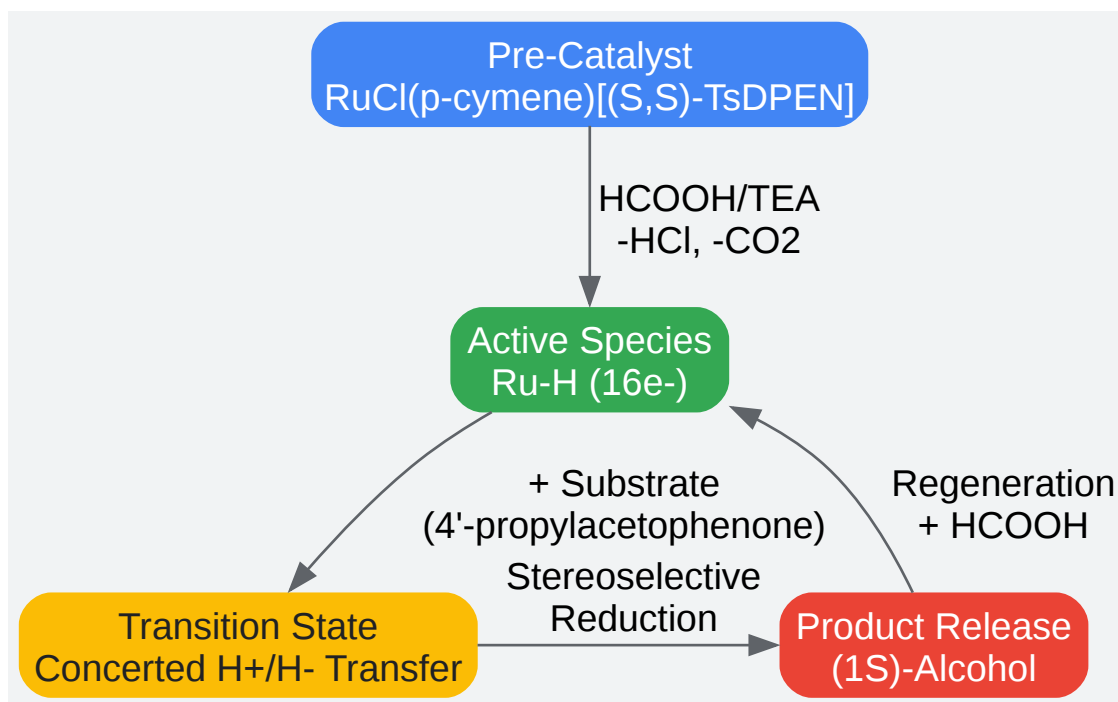 Pre-Catalyst
RuCl(p-cymene)[(S,S)-TsDPEN]
HCOOH/TEA
-HCl, -CO2
Active Species
Ru-H (16e-)
+ Substrate
(4'-propylacetophenone)
Regeneration
+ HCOOH
Stereoselective
Reduction
Transition State
Concerted H+/H- Transfer
Product Release
(1S)-Alcohol